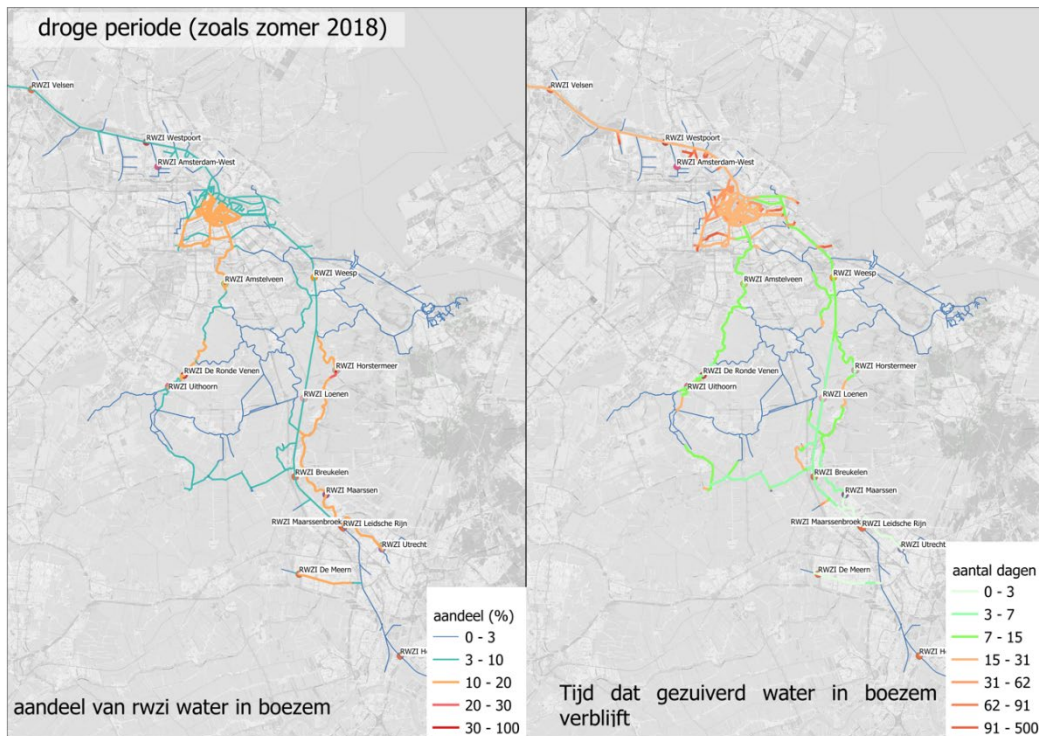 droge periode (zoals zomer 2018)
RWZI Velsen
RWZI Westpoort
RWZI Amsterdam-West
RWZI Amstelveen
RWZI Weesp
RWZI De Ronde Venen
RWZI Uithoorn
RWZI Horstermeer
RWZI Loenen
RWZI Breukelen
RWZI Maarssen
RWZI Maarssenbroek
RWZI Leidsche Rijn
RWZI Utrecht
RWZI De Meern
RWZI
aandeel (%)
0 - 3
3 - 10
10 - 20
20 - 30
30 - 100
aandeel van rwzi water in boezem
RWZI Velsen
RWZI Westpoort
RWZI Amsterdam-West
RWZI Amstelveen
RWZI Weesp
RWZI De Ronde Venen
RWZI Uithoorn
RWZI Horstermeer
RWZI Loenen
RWZI Breukelen
RWZI Maarssen
RWZI Maarssenbroek
RWZI Leidsche Rijn
RWZI Utrecht
RWZI De Meern
RWZI
aantal dagen
0 - 3
3 - 7
7 - 15
15 - 31
31 - 62
62 - 91
91 - 500
Tijd dat gezuiverd water in boezem
verblijft